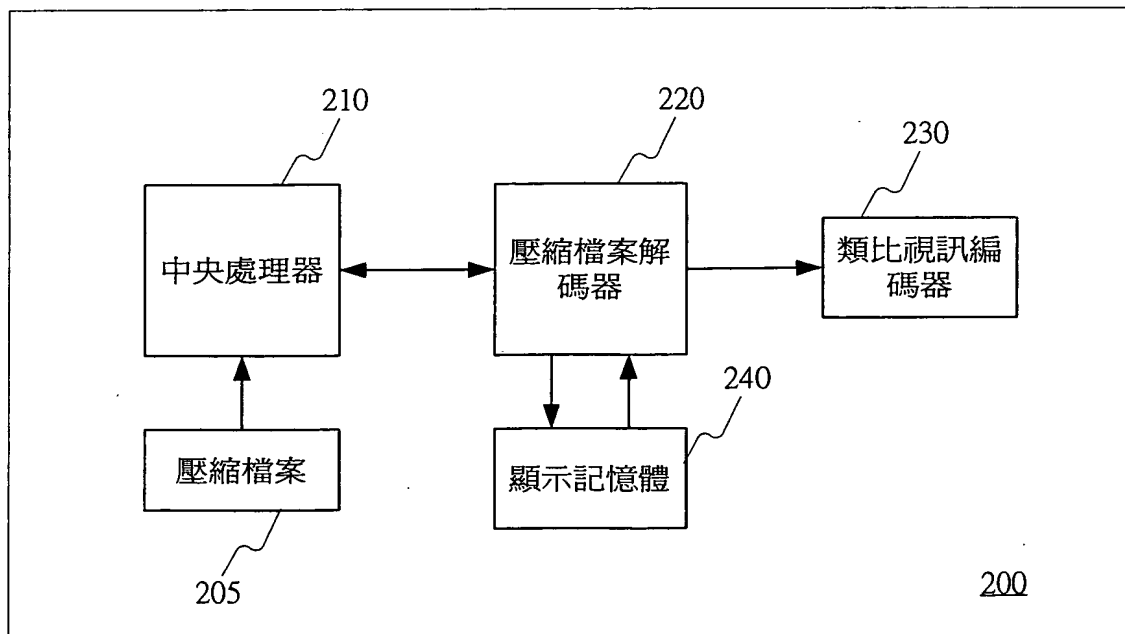 210
220
230
中央處理器
壓縮檔案解
碼器
類比視訊編
碼器
240
壓縮檔案
顯示記憶體
205
200